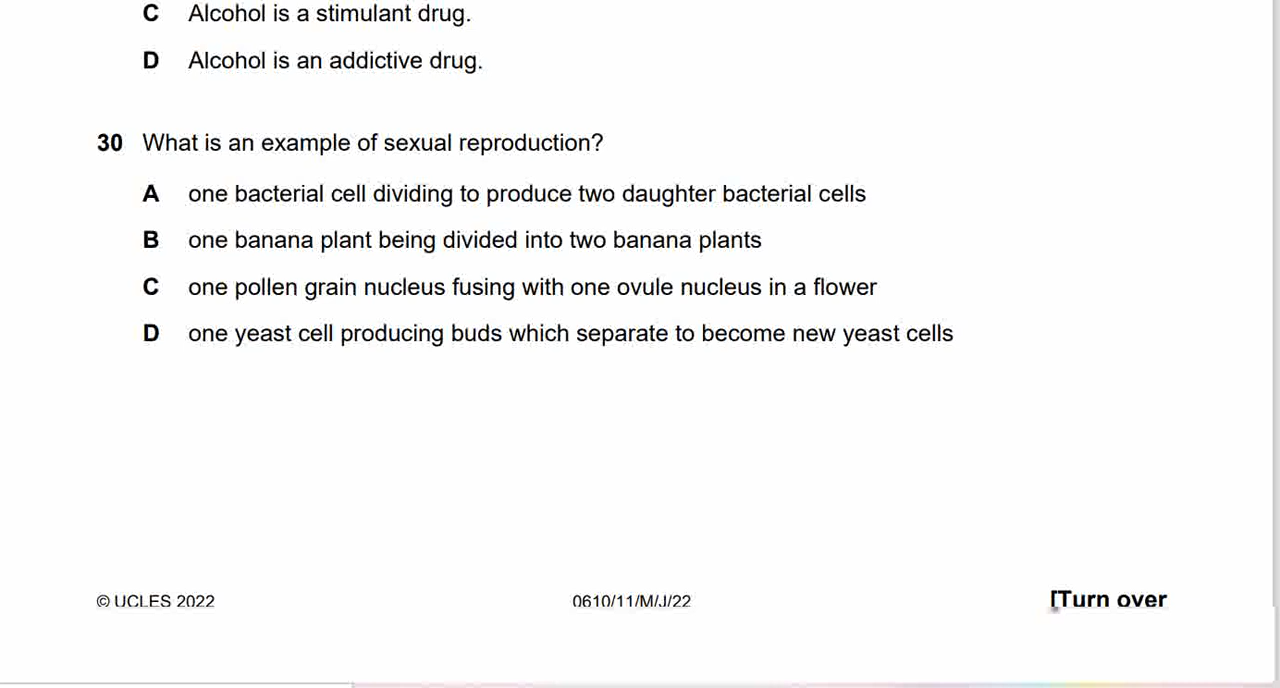 C Alcohol is a stimulant drug.
D Alcohol is an addictive drug.
30 What is an example of sexual reproduction?
A one bacterial cell dividing to produce two daughter bacterial cells
B one banana plant being divided into two banana plants
C one pollen grain nucleus fusing with one ovule nucleus in a flower
D one yeast cell producing buds which separate to become new yeast cells
© UCLES 2022 0610/11/M/J/22 [Turn over